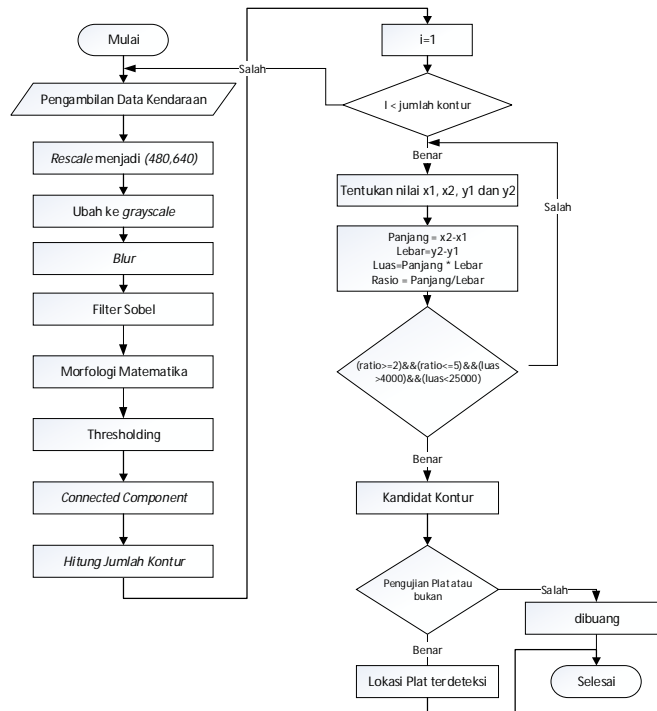 Mulai
Pengambilan Data Kendaraan
Rescale menjadi (480,640)
Ubah ke grayscale
Blur
Filter Sobel
Morfologi Matematika
Thresholding
Connected Component
Hitung Jumlah Kontur
i=1
Salah
I < jumlah kontur
Benar
Tentukan nilai x1, x2, y1 dan y2
Salah
Panjang = x2-x1
Lebar=y2-y1
Luas=Panjang * Lebar
Rasio = Panjang/Lebar
(ratio>=2)&&(ratio<=5)&&(luas
>4000)&&(luas<25000)
Benar
Kandidat Kontur
Pengujian Plat atau
bukan
Salah
dibuang
Benar
Lokasi Plat terdeteksi
Selesai